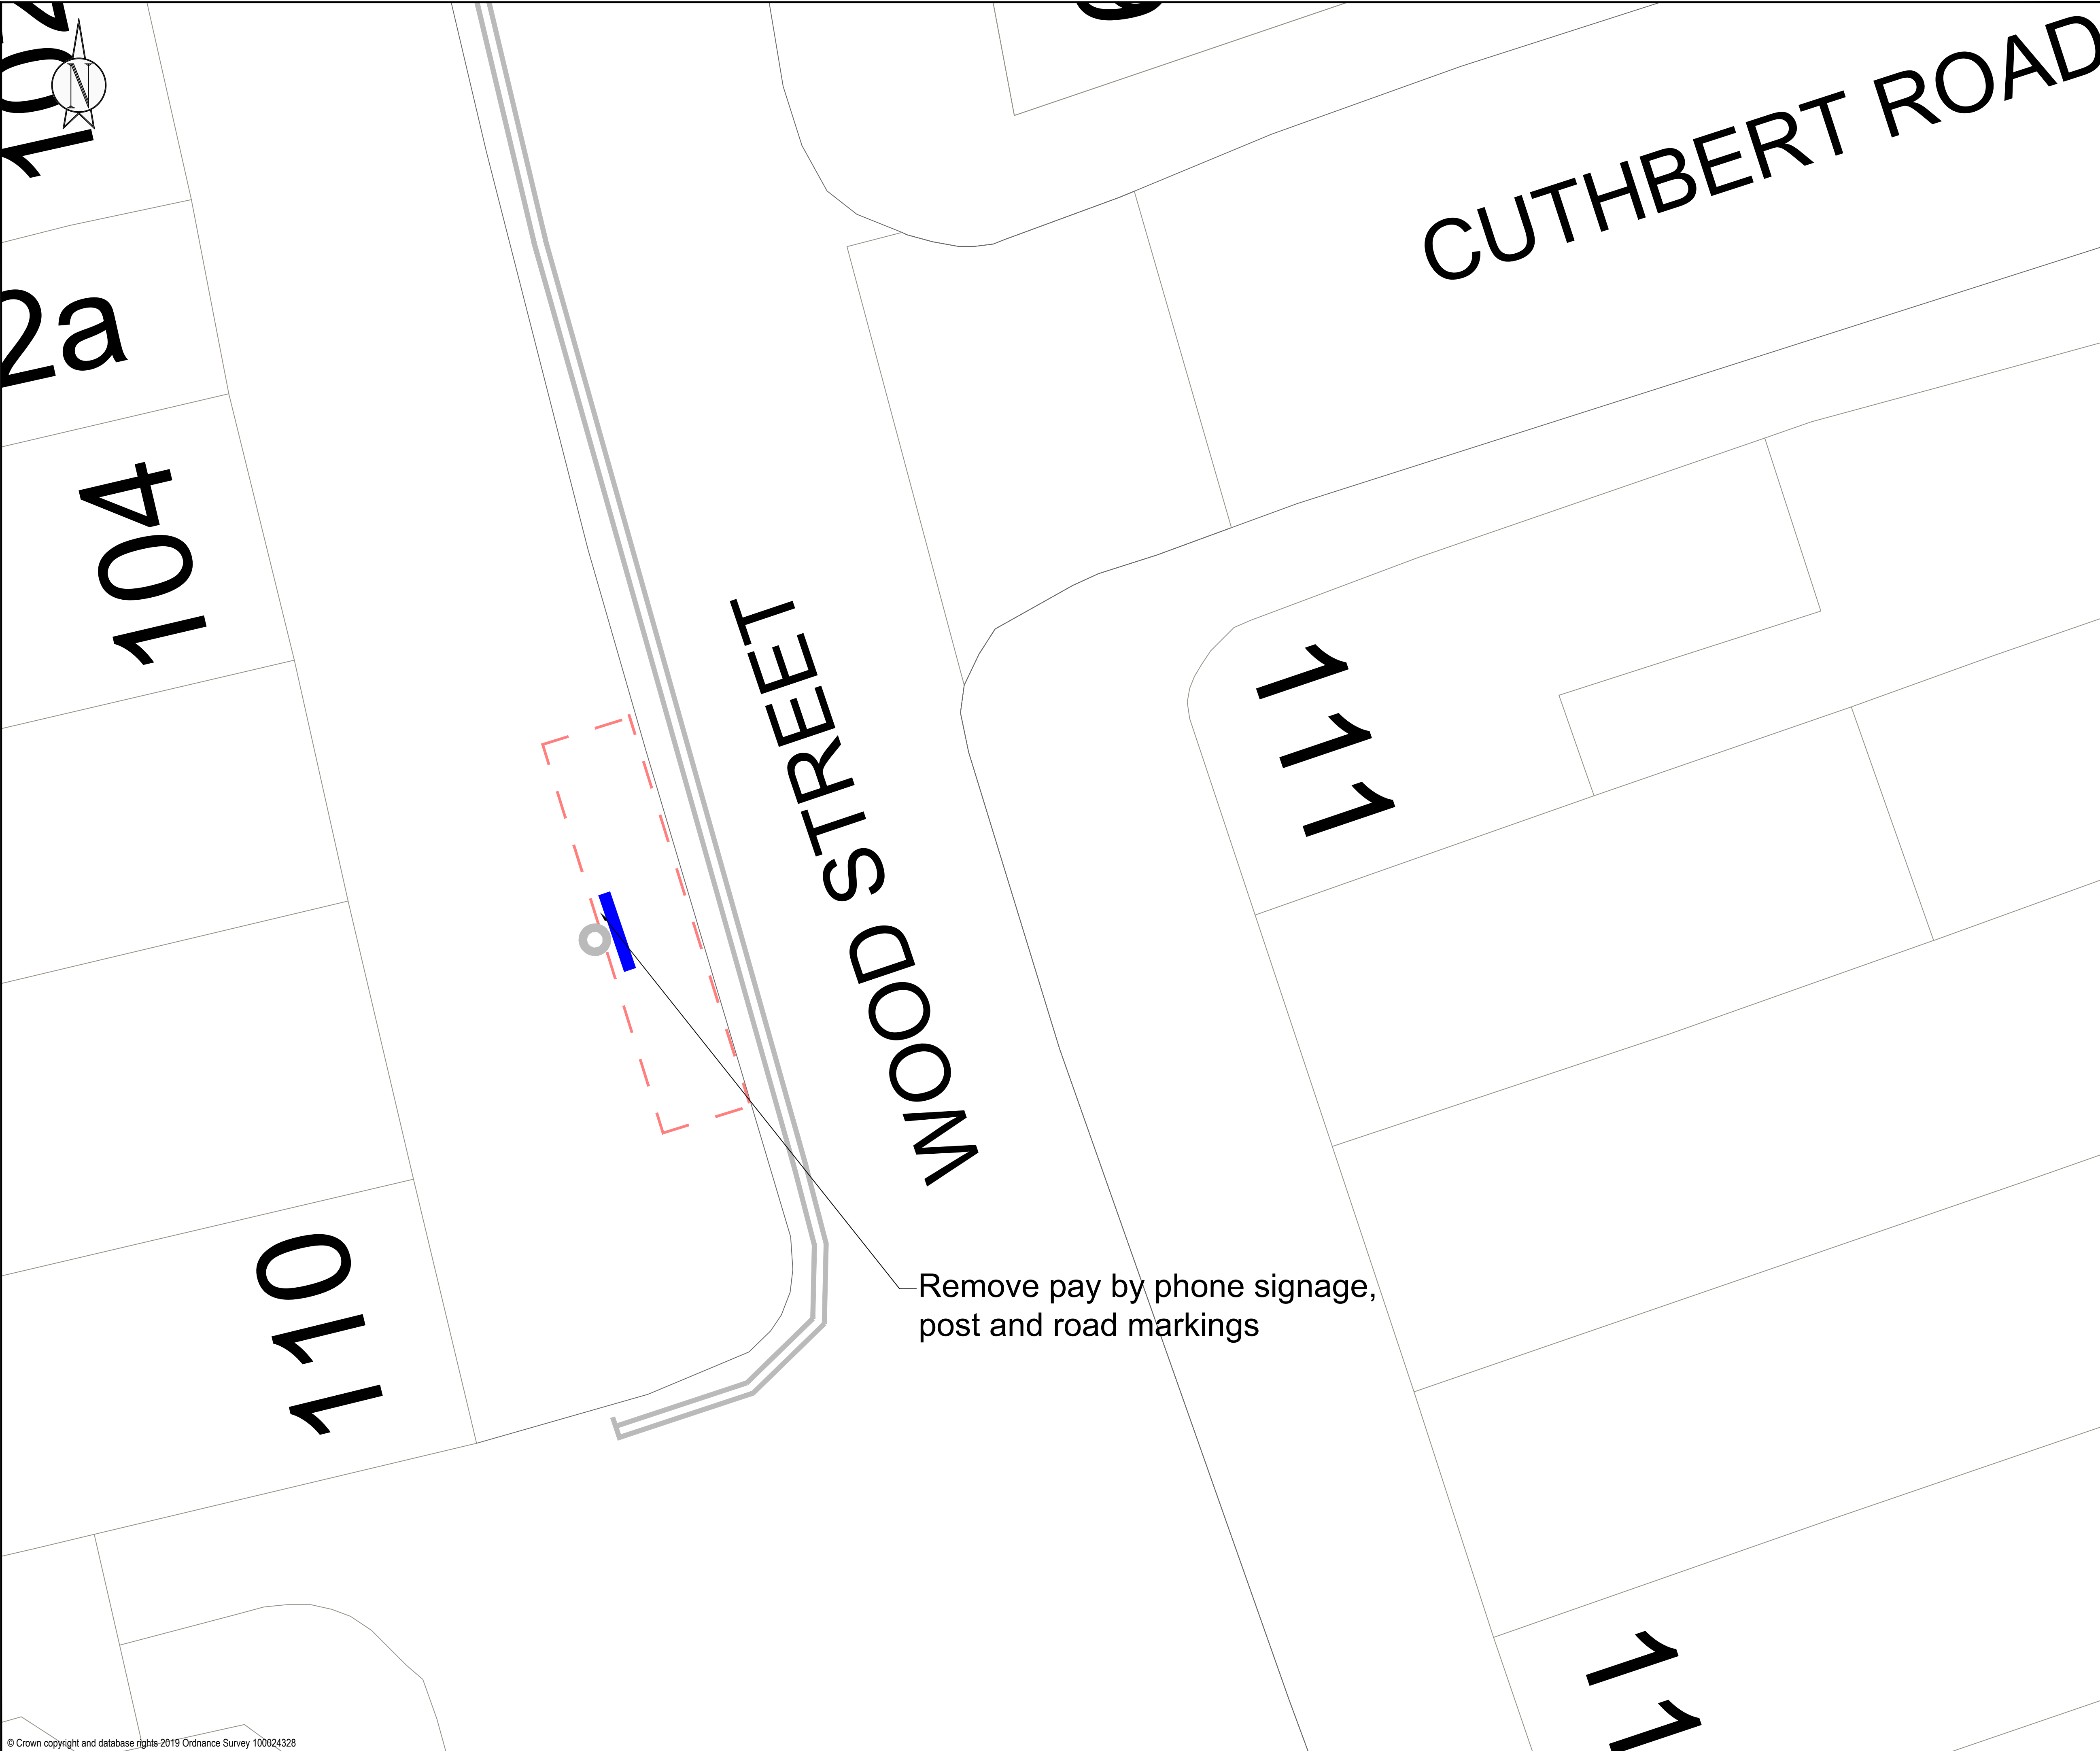 N
CUTHBERT ROAD
2a
104
WOOD STREET
111
110
Remove pay by phone signage,
post and road markings
11
© Crown copyright and database rights 2019 Ordnance Survey 100024328